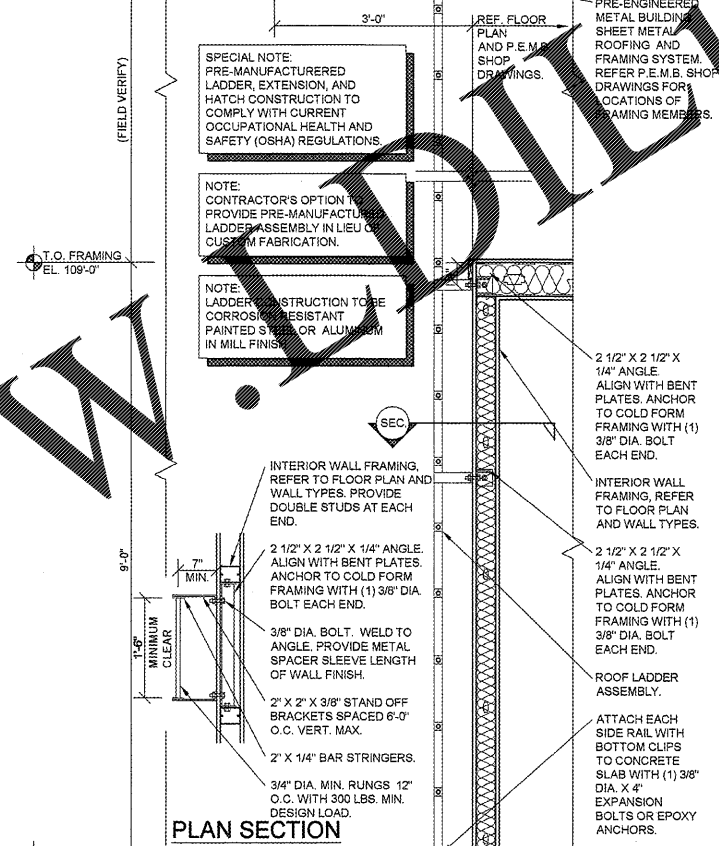 3'-0"
REF. FLOOR
PLAN
AND P.E.M.B.
SHOP
DRAWINGS.
PRE-ENGINEERED
METAL BUILDING
SHEET METAL
ROOFING AND
FRAMING SYSTEM.
REFER P.E.M.B. SHOP
DRAWINGS FOR
LOCATIONS OF
FRAMING MEMBERS.
(FIELD VERIFY)
SPECIAL NOTE:
PRE-MANUFACTURERED
LADDER, EXTENSION, AND
HATCH CONSTRUCTION TO
COMPLY WITH CURRENT
OCCUPATIONAL HEALTH AND
SAFETY (OSHA) REGULATIONS.
NOTE:
CONTRACTOR'S OPTION TO
PROVIDE PRE-MANUFACTURED
LADDER ASSEMBLY IN LIEU OF
CUSTOM FABRICATION.
T.O. FRAMING
EL. 109'-0"
NOTE:
LADDER CONSTRUCTION TO BE
CORROSION RESISTANT
PAINTED STEEL OR ALUMINUM
IN MILL FINISH
W.LDIL
SEC.
2 1/2" X 2 1/2" X
1/4" ANGLE.
ALIGN WITH BENT
PLATES. ANCHOR
TO COLD FORM
FRAMING WITH (1)
3/8" DIA. BOLT
EACH END.
INTERIOR WALL
FRAMING, REFER
TO FLOOR PLAN
AND WALL TYPES.
2 1/2" X 2 1/2" X
1/4" ANGLE.
ALIGN WITH BENT
PLATES. ANCHOR
TO COLD FORM
FRAMING WITH (1)
3/8" DIA. BOLT
EACH END.
ROOF LADDER
ASSEMBLY.
ATTACH EACH
SIDE RAIL WITH
BOTTOM CLIPS
TO CONCRETE
SLAB WITH (1) 3/8"
DIA. X 4"
EXPANSION
BOLTS OR EPOXY
ANCHORS.
INTERIOR WALL FRAMING,
REFER TO FLOOR PLAN AND
WALL TYPES. PROVIDE
DOUBLE STUDS AT EACH
END.
2 1/2" X 2 1/2" X 1/4" ANGLE.
ALIGN WITH BENT PLATES.
ANCHOR TO COLD FORM
FRAMING WITH (1) 3/6" DIA.
BOLT EACH END.
3/8" DIA. BOLT. WELD TO
ANGLE. PROVIDE METAL
SPACER SLEEVE LENGTH
OF WALL FINISH.
2" X 2" X 3/8" STAND OFF
BRACKETS SPACED 6'-0"
O.C. VERT. MAX.
2" X 1/4" BAR STRINGERS.
3/4" DIA. MIN. RUNGS 12"
O.C. WITH 300 LBS. MIN.
DESIGN LOAD.
9'-0"
7"
MIN.
1'-6"
MINIMUM
CLEAR
PLAN SECTION